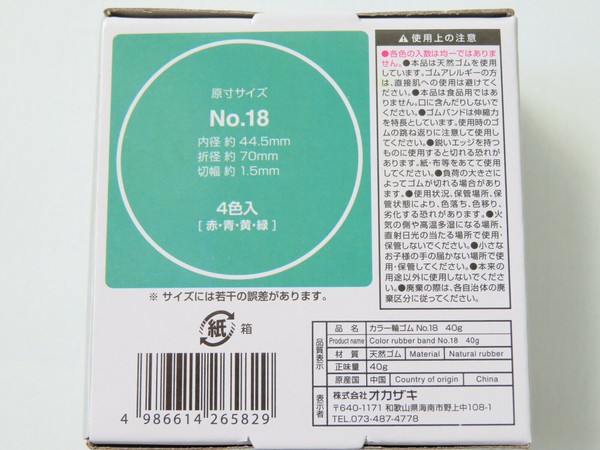 原寸サイズ
No.18
内径 約 44.5mm
折径 約 70mm
切幅 約 1.5mm
4色入
[ 赤・青・黄・緑 ]
※ サイズには若干の誤差があります。
紙 箱
4 986614 265829
⚠ 使用上の注意
●各色の入数は均一ではありま
せん。●本品は天然ゴムを使用
しています。ゴムアレルギーの方
は、直接肌への使用は避けてく
ださい。●本品は食品用ではあ
りません。口に含んだりしないで
ください。●ゴムバンドは伸縮力
を特長としています。使用時のゴ
ムの跳ね返りに注意して使用し
てください。●鋭いエッジを持つ
ものに使用すると切れる恐れが
あります。紙・布等をあてて使用
してください。●負荷の大きさに
よってゴムが切れる場合があり
ます。●使用状況、保管場所、保
管状態により、色落ち、色移り、
劣化する恐れがあります。●火
気の側や高温多湿になる場所、
直射日光の当たる場所で使用・
保管しないでください。●小さな
お子様の手の届かない場所で使
用・保管してください。●本来の
用途以外に使用しないでください。
●廃棄の際は、各自治体の廃
棄区分に従ってください。
品質表示
品 名 カラー輪ゴム No.18 40g
Product name Color rubber band No.18 40g
材 質 天然ゴム Material Natural rubber
正味量 40g
原産国 中国 Country of origin China
表示者
株式会社 オカザキ
〒640-1171 和歌山県海南市野上中108-1
TEL.073-487-4778